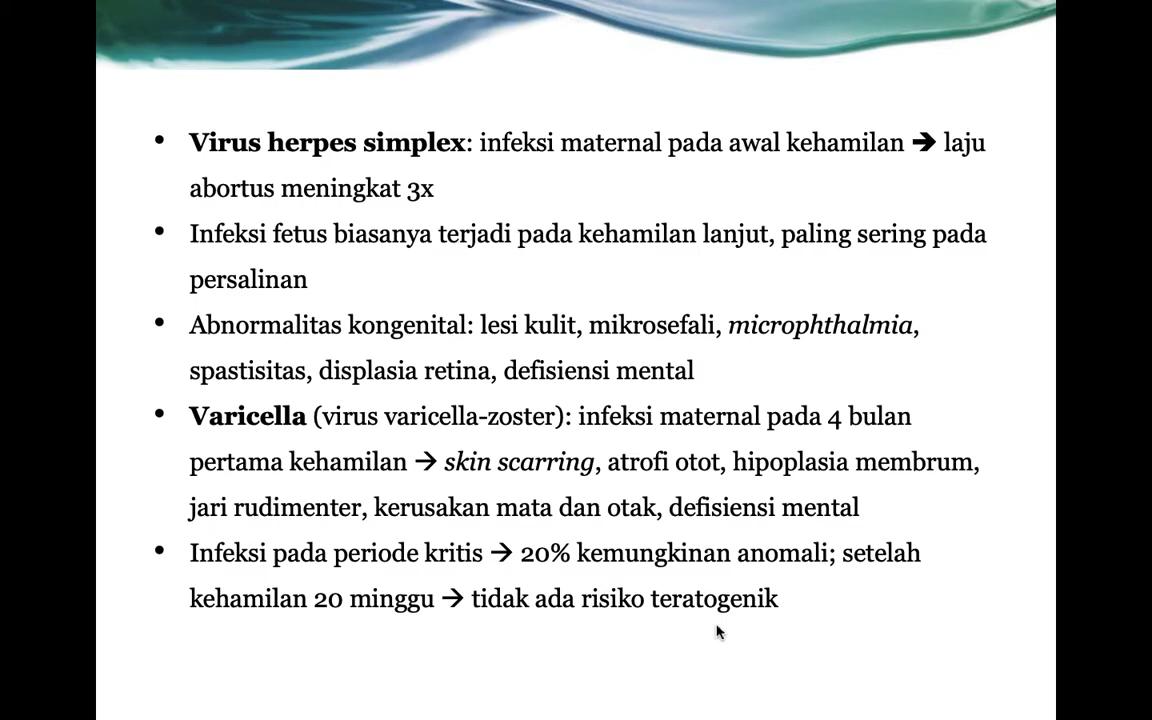 • Virus herpes simplex: infeksi maternal pada awal kehamilan → laju
abortus meningkat 3x
• Infeksi fetus biasanya terjadi pada kehamilan lanjut, paling sering pada
persalinan
• Abnormalitas kongenital: lesi kulit, mikrosefali, microphthalmia,
spastisitas, displasia retina, defisiensi mental
• Varicella (virus varicella-zoster): infeksi maternal pada 4 bulan
pertama kehamilan → skin scarring, atrofi otot, hipoplasia membrum,
jari rudimenter, kerusakan mata dan otak, defisiensi mental
• Infeksi pada periode kritis → 20% kemungkinan anomali; setelah
kehamilan 20 minggu → tidak ada risiko teratogenik